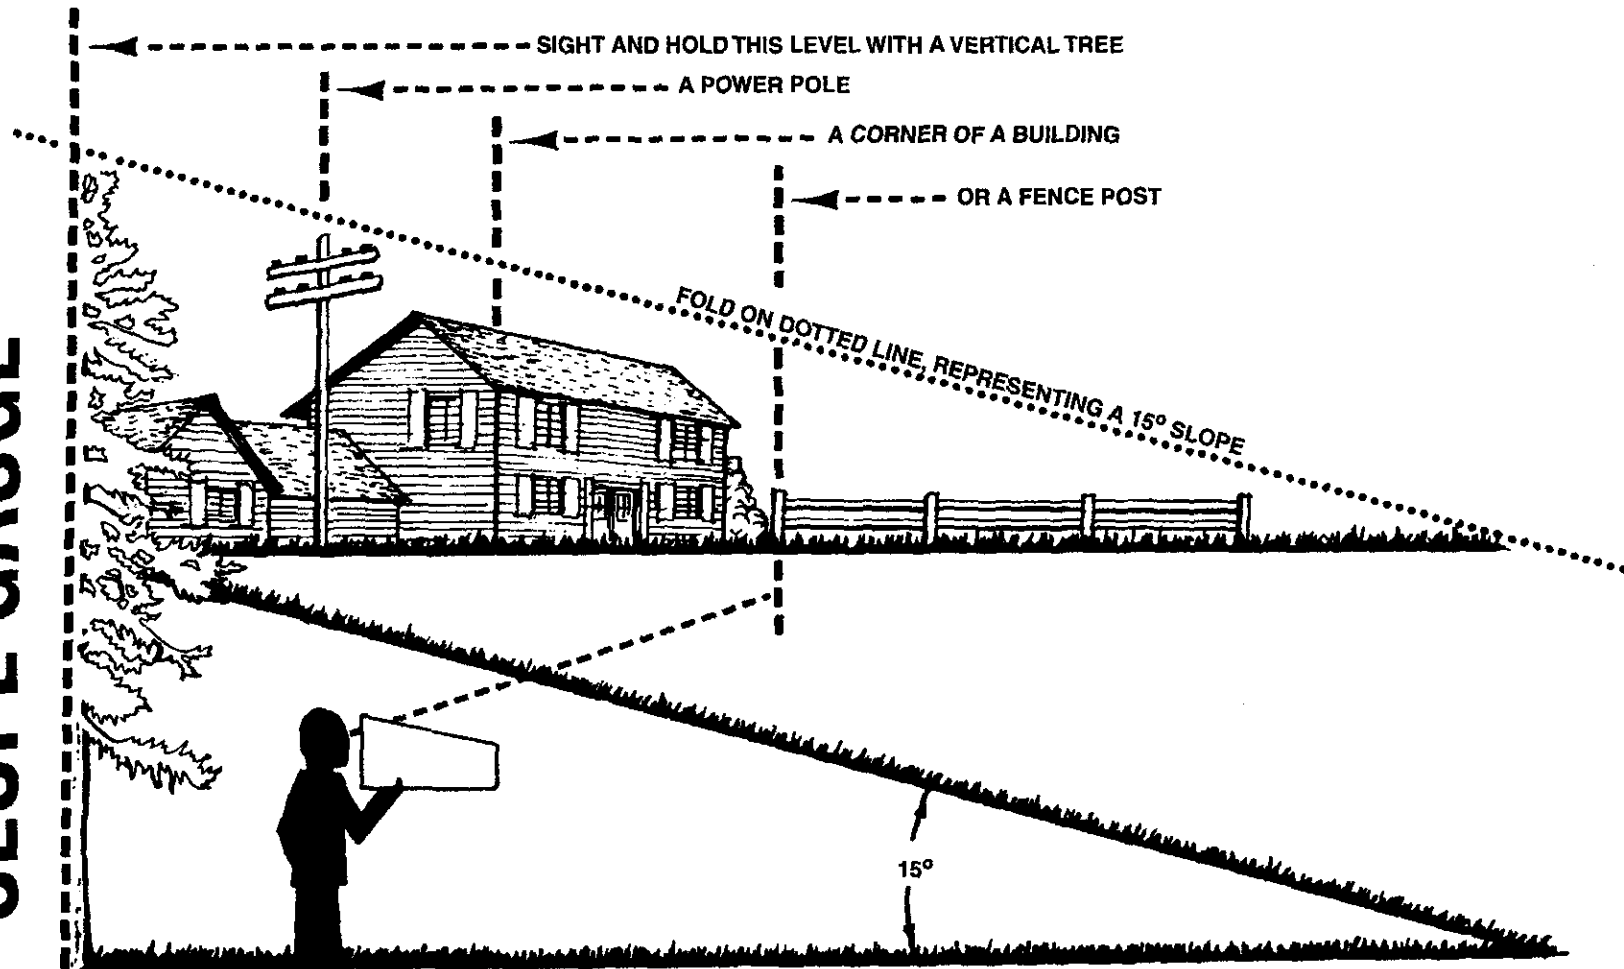 SIGHT AND HOLD THIS LEVEL WITH A VERTICAL TREE
A POWER POLE
A CORNER OF A BUILDING
OR A FENCE POST
FOLD ON DOTTED LINE, REPRESENTING A 15° SLOPE
15°